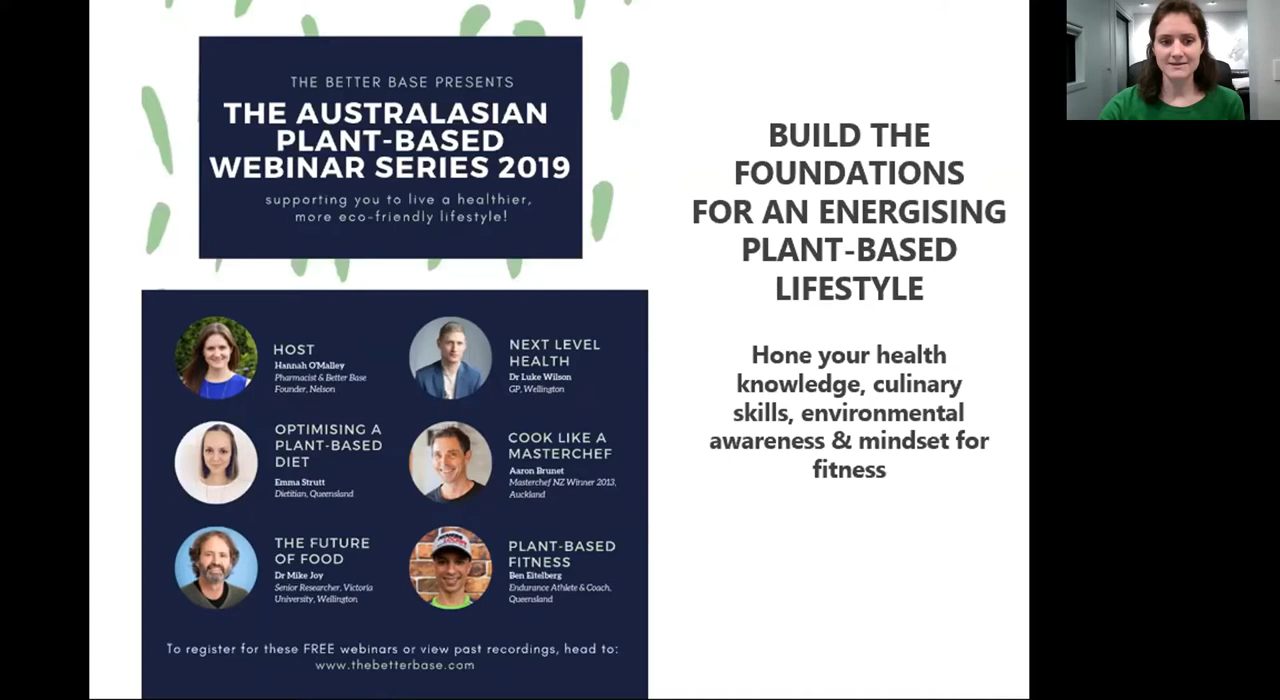 THE BETTER BASE PRESENTS
THE AUSTRALASIAN
PLANT-BASED
WEBINAR SERIES 2019
supporting you to live a healthier,
more eco-friendly lifestyle!
HOST
Hannah O'Malley
Pharmacist & Better Base
Founder, Nelson
NEXT LEVEL
HEALTH
Dr Luke Wilson
GP, Wellington
OPTIMISING A
PLANT-BASED
DIET
Emma Strutt
Dietitian, Queensland
COOK LIKE A
MASTERCHEF
Aaron Brunet
Masterchef NZ Winner 2013,
Auckland
THE FUTURE
OF FOOD
Dr Mike Joy
Senior Researcher, Victoria
University, Wellington
PLANT-BASED
FITNESS
Ben Eitelberg
Endurance Athlete & Coach,
Queensland
To register for these FREE webinars or view past recordings, head to:
www.thebetterbase.com
BUILD THE
FOUNDATIONS
FOR AN ENERGISING
PLANT-BASED
LIFESTYLE
Hone your health
knowledge, culinary
skills, environmental
awareness & mindset for
fitness